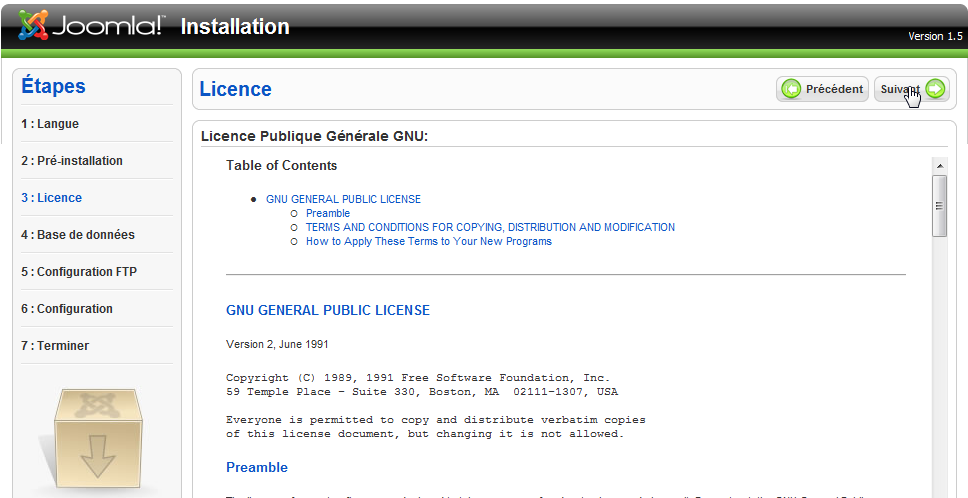 Joomla! Installation
Version 1.5
Étapes
1 : Langue
2 : Pré-installation
3 : Licence
4 : Base de données
5 : Configuration FTP
6 : Configuration
7 : Terminer
Licence
Précédent
Suivant
Licence Publique Générale GNU:
Table of Contents
GNU GENERAL PUBLIC LICENSE
Preamble
TERMS AND CONDITIONS FOR COPYING, DISTRIBUTION AND MODIFICATION
How to Apply These Terms to Your New Programs
GNU GENERAL PUBLIC LICENSE
Version 2, June 1991
Copyright (C) 1989, 1991 Free Software Foundation, Inc.
59 Temple Place - Suite 330, Boston, MA  02111-1307, USA
Everyone is permitted to copy and distribute verbatim copies
of this license document, but changing it is not allowed.
Preamble